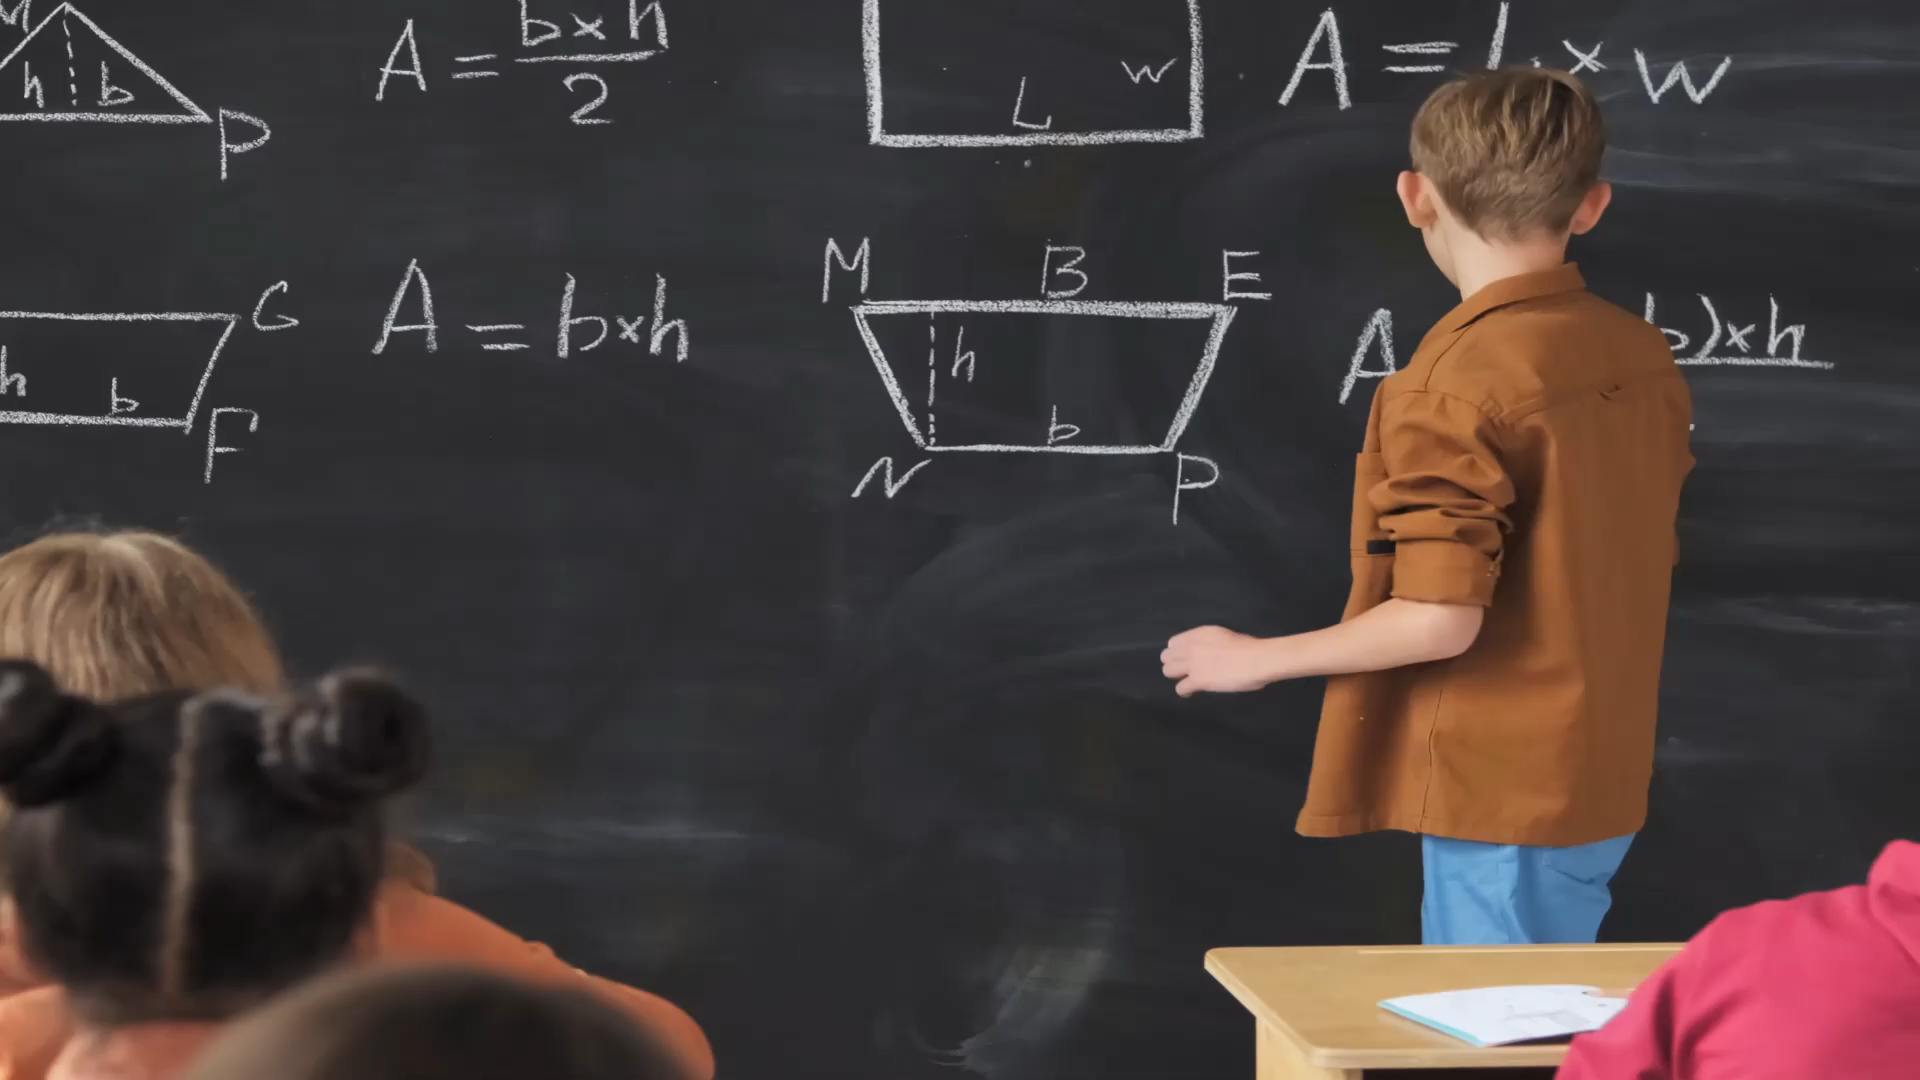 M
h b
P
A = b×h
2
L
w
A = L × w
G
h
b
F
A = b×h
M B E
h
b
N P
A
b)×h